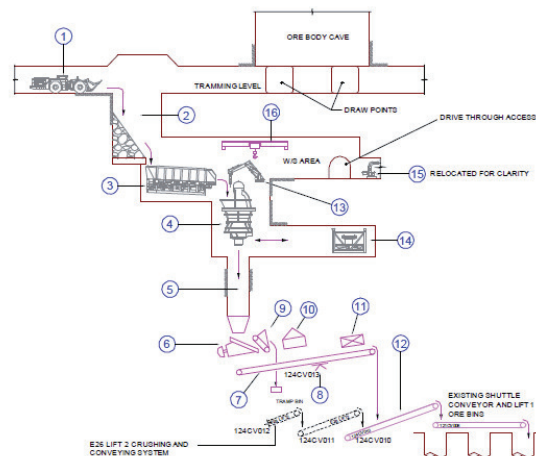 ORE BODY CAVE
1
TRAMMING LEVEL
DRAW POINTS
2
16
DRIVE THROUGH ACCESS
W/S AREA
3
15
RELOCATED FOR CLARITY
13
4
14
5
9
10
11
6
12
124CV013
7
8
TRAMP BIN
EXISTING SHUTTLE
CONVEYOR AND LIFT 1
ORE BINS
124CV012
124CV011
124CV010
E26 LIFT 2 CRUSHING AND
CONVEYING SYSTEM